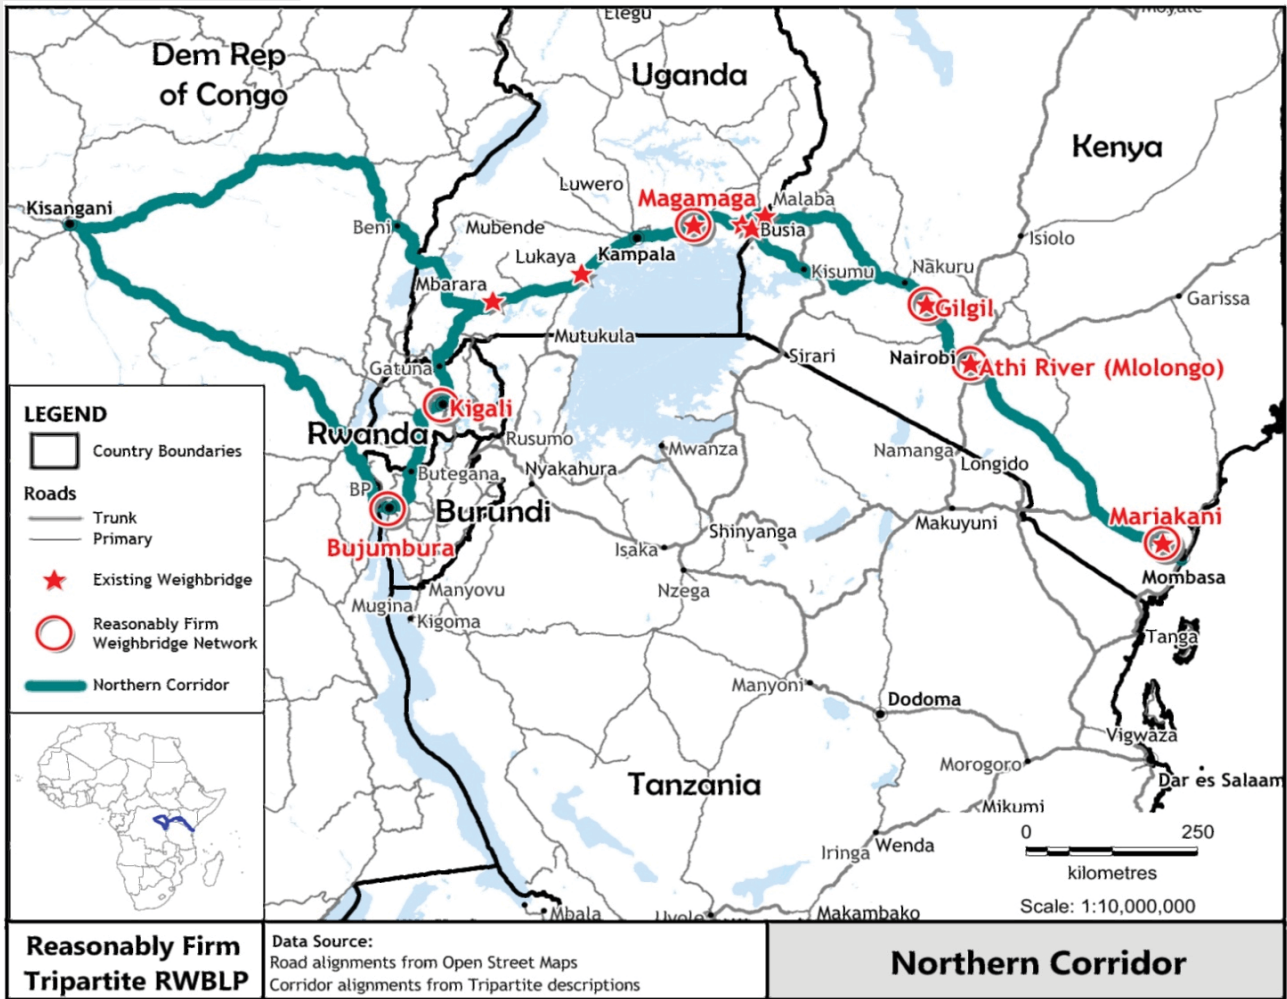 Elegu
Moyale
Dem Rep
of Congo
Uganda
Kenya
Luwero
Magamaga
Malaba
Kisangani
Beni
Mubende
Busia
Isiolo
Lukaya
Kampala
Kisumu
Nakuru
Mbarara
Garissa
Gilgil
Mutukula
Gatuna
Sirari
Nairobi
Athi River (Mlolongo)
Kigali
Rwanda
Rusumo
Mwanza
Namanga
Longido
Butegana
Nyakahura
BP
Burundi
Bujumbura
Shinyanga
Makuyuni
Mariakani
Isaka
Mombasa
Manyovu
Nzega
Mugina
Kigoma
Tanga
Manyoni
Dodoma
Vigwaza
Morogoro
Dar es Salaam
Tanzania
Mikumi
Iringa
Wenda
Mbala
Uyole
Makambako
LEGEND
Country Boundaries
Roads
Trunk
Primary
Existing Weighbridge
Reasonably Firm
Weighbridge Network
Northern Corridor
0 250
kilometres
Scale: 1:10,000,000
Reasonably Firm
Tripartite RWBLP
Data Source:
Road alignments from Open Street Maps
Corridor alignments from Tripartite descriptions
Northern Corridor